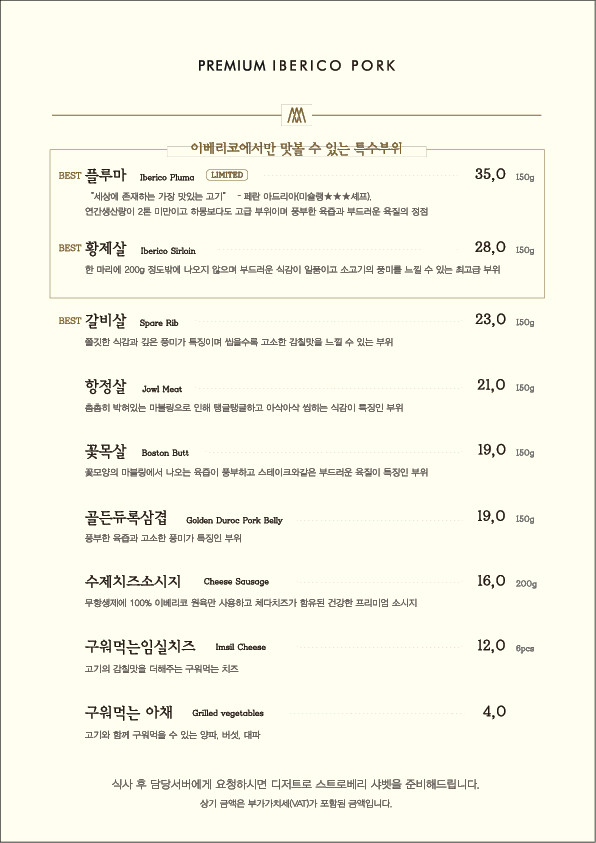 PREMIUM IBERICO PORK
이베리코에서만 맛볼 수 있는 특수부위
BEST 플루마 Iberico Pluma LIMITED 35,0 150g
"세상에 존재하는 가장 맛있는 고기" - 페란 아드리아(미슐랭★★★셰프),
연간생산량이 2톤 미만이고 하몽보다도 고급 부위이며 풍부한 육즙과 부드러운 육질의 정점
BEST 황제살 Iberico Sirloin 28,0 150g
한 마리에 200g 정도밖에 나오지 않으며 부드러운 식감이 일품이고 소고기의 풍미를 느낄 수 있는 최고급 부위
BEST 갈비살 Spare Rib 23,0 150g
쫄깃한 식감과 깊은 풍미가 특징이며 씹을수록 고소한 감칠맛을 느낄 수 있는 부위
항정살 Jowl Meat 21,0 150g
촘촘히 박혀있는 마블링으로 인해 탱글탱글하고 아삭아삭 씹히는 식감이 특징인 부위
꽃목살 Boston Butt 19,0 150g
꽃모양의 마블링에서 나오는 육즙이 풍부하고 스테이크와같은 부드러운 육질이 특징인 부위
골든듀록삼겹 Golden Duroc Pork Belly 19,0 150g
풍부한 육즙과 고소한 풍미가 특징인 부위
수제치즈소시지 Cheese Sausage 16,0 200g
무항생제에 100% 이베리코 원육만 사용하고 체다치즈가 함유된 건강한 프리미엄 소시지
구워먹는임실치즈 Imsil Cheese 12,0 6pcs
고기의 감칠맛을 더해주는 구워먹는 치즈
구워먹는 야채 Grilled vegetables 4,0
고기와 함께 구워먹을 수 있는 양파, 버섯, 대파
식사 후 담당서버에게 요청하시면 디저트로 스트로베리 샤벳을 준비해드립니다.
상기 금액은 부가가치세(VAT)가 포함된 금액입니다.